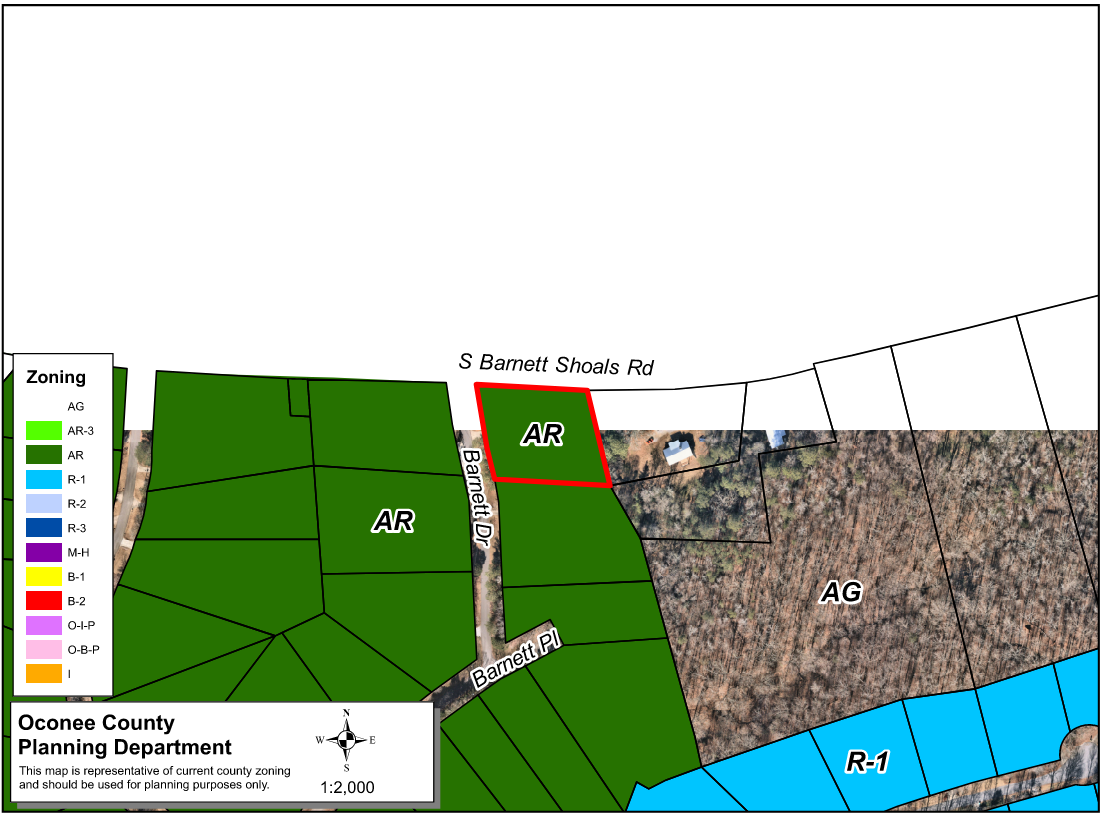 S Barnett Shoals Rd
Zoning
AG
AR-3
AR
R-1
R-2
R-3
M-H
B-1
B-2
O-I-P
O-B-P
I
AR
AR
Barnett Dr
AG
Barnett Pl
R-1
Oconee County
Planning Department
This map is representative of current county zoning
and should be used for planning purposes only.
N
W
E
S
1:2,000